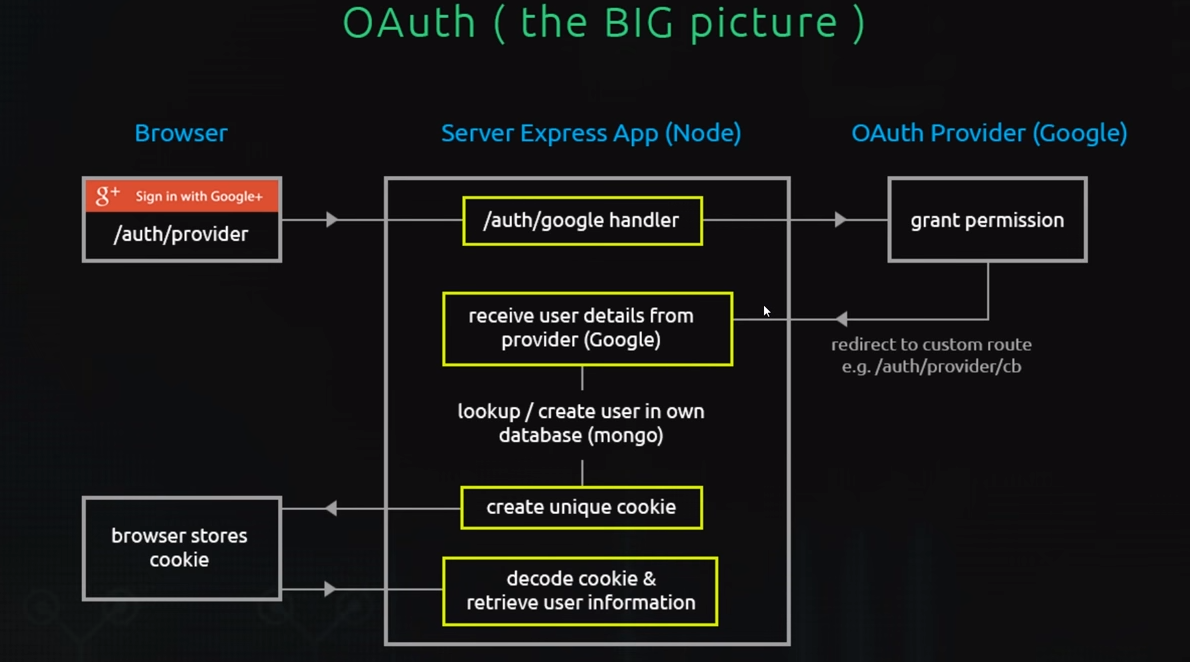 OAuth ( the BIG picture )
Browser
Server Express App (Node)
OAuth Provider (Google)
g+ Sign in with Google+
/auth/provider
/auth/google handler
grant permission
receive user details from
provider (Google)
redirect to custom route
e.g. /auth/provider/cb
lookup / create user in own
database (mongo)
create unique cookie
browser stores
cookie
decode cookie &
retrieve user information